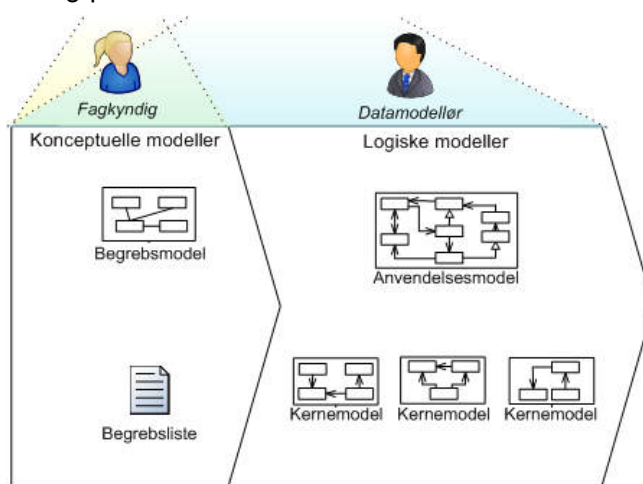 Fagkyndig
Datamodellør
Konceptuelle modeller
Logiske modeller
Begrebsmodel
Anvendelsesmodel
Begrebsliste
Kernemodel
Kernemodel
Kernemodel